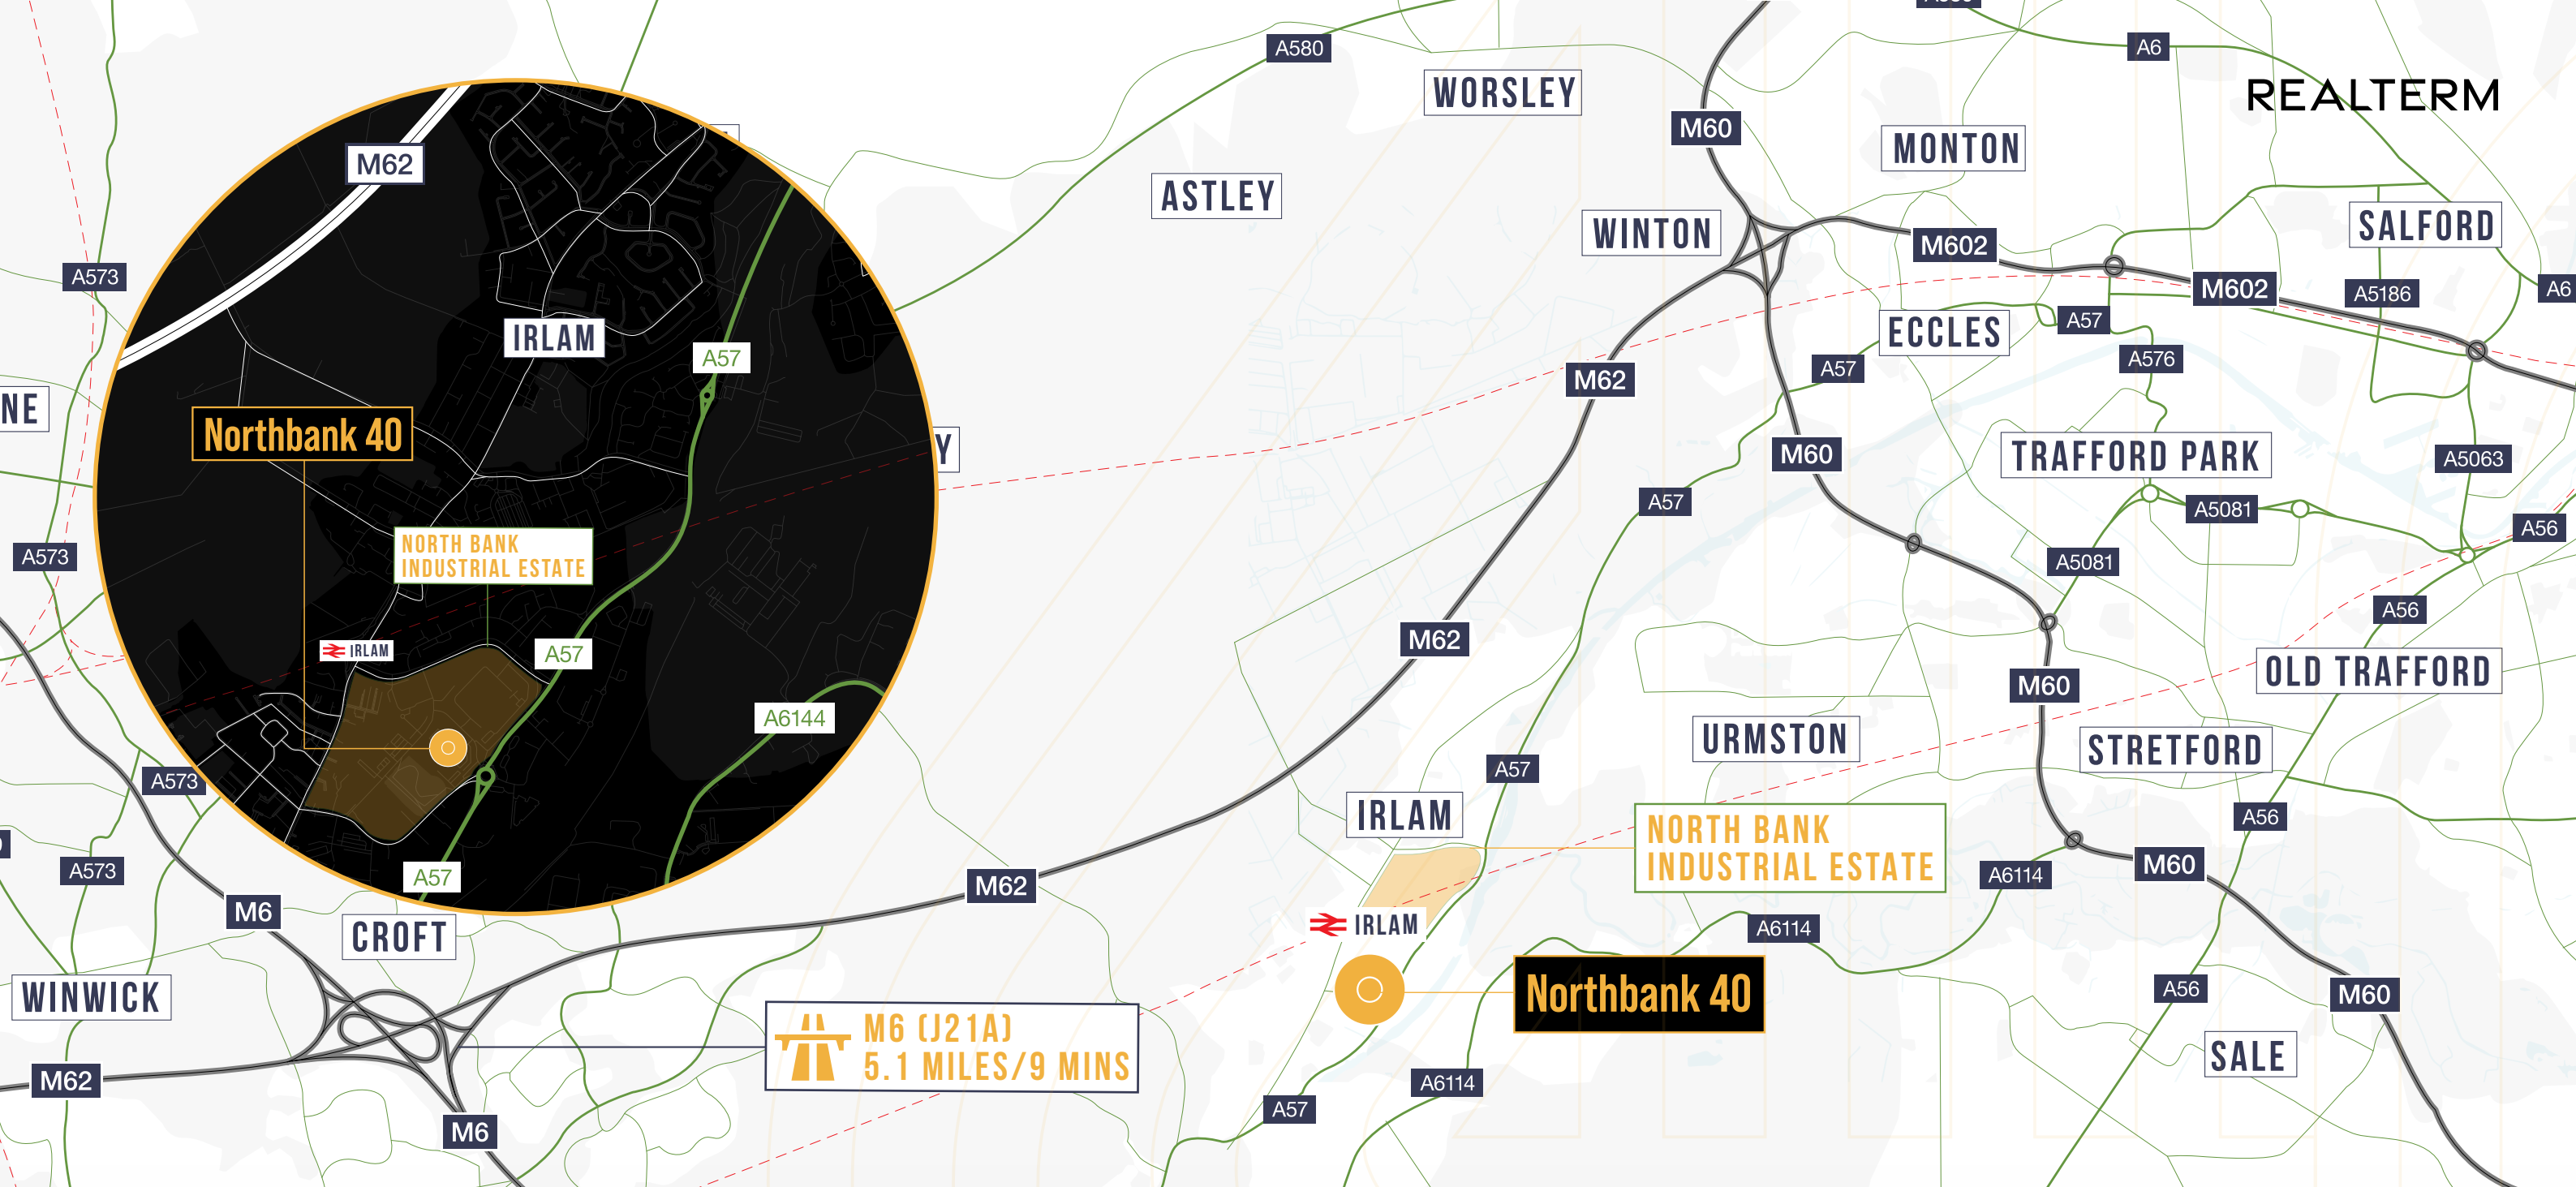 A580
A6
WORSLEY
REALTERM
M60
MONTON
M62
ASTLEY
SALFORD
WINTON
M602
A573
M602
A5186
A6
A57
ECCLES
IRLAM
A57
A576
A57
M62
NE
Northbank 40
Y
M60
TRAFFORD PARK
A5063
A57
A5081
A56
NORTH BANK
INDUSTRIAL ESTATE
A573
A5081
A56
M62
IRLAM
A57
OLD TRAFFORD
M60
A6144
URMSTON
STRETFORD
A57
A573
IRLAM
A56
NORTH BANK
INDUSTRIAL ESTATE
A573
A57
M62
M60
A6114
M6
CROFT
IRLAM
A6114
WINWICK
Northbank 40
A56
M60
M6 (J21A)
5.1 MILES/9 MINS
SALE
M62
A6114
A57
M6